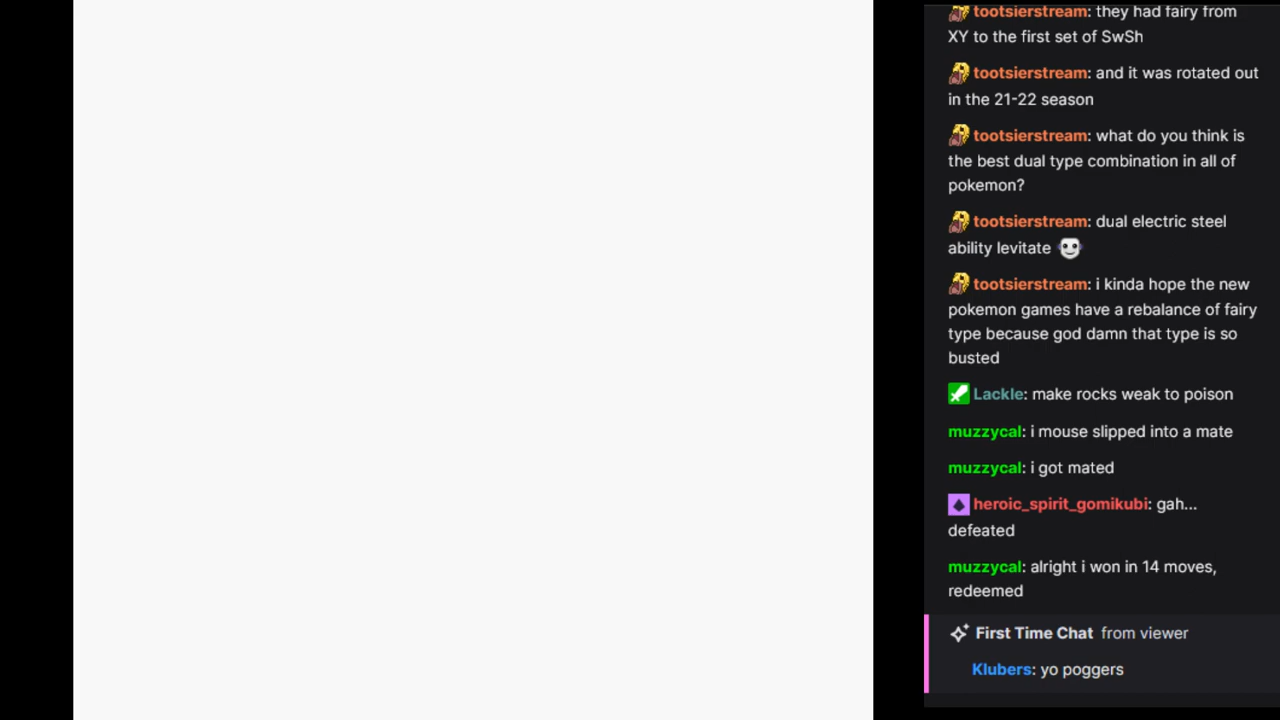 tootsierstream: they had fairy from
XY to the first set of SwSh
tootsierstream: and it was rotated out
in the 21-22 season
tootsierstream: what do you think is
the best dual type combination in all of
pokemon?
tootsierstream: dual electric steel
ability levitate
tootsierstream: i kinda hope the new
pokemon games have a rebalance of fairy
type because god damn that type is so
busted
Lackle: make rocks weak to poison
muzzycal: i mouse slipped into a mate
muzzycal: i got mated
heroic_spirit_gomikubi: gah...
defeated
muzzycal: alright i won in 14 moves,
redeemed
First Time Chat from viewer
Klubers: yo poggers